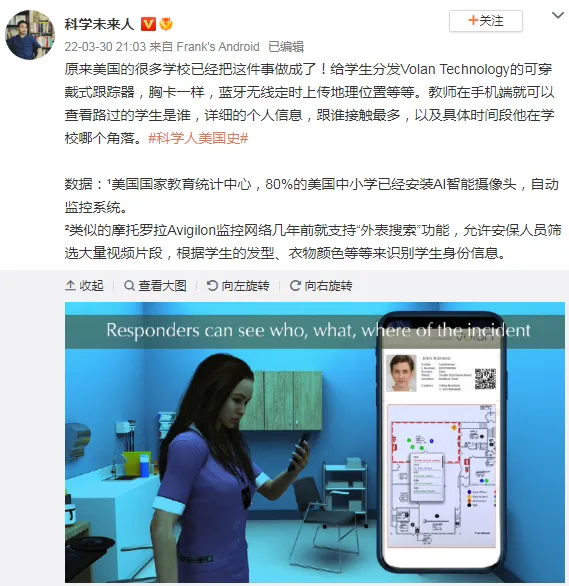 科学未来人
+关注
22-03-30 21:03 来自 Frank's Android 已编辑
原来美国的很多学校已经把这件事做成了！给学生分发Volan Technology的可穿
戴式跟踪器，胸卡一样，蓝牙无线定时上传地理位置等等。教师在手机端就可以
查看路过的学生是谁，详细的个人信息，跟谁接触最多，以及具体时间段他在学
校哪个角落。#科学人美国史#
数据：¹美国国家教育统计中心，80%的美国中小学已经安装AI智能摄像头，自动
监控系统。
²类似的摩托罗拉Avigilon监控网络几年前就支持“外表搜索”功能，允许安保人员筛
选大量视频片段，根据学生的发型、衣物颜色等等来识别学生身份信息。
收起 查看大图 向左旋转 向右旋转
Responders can see who, what, where of the incident
volan